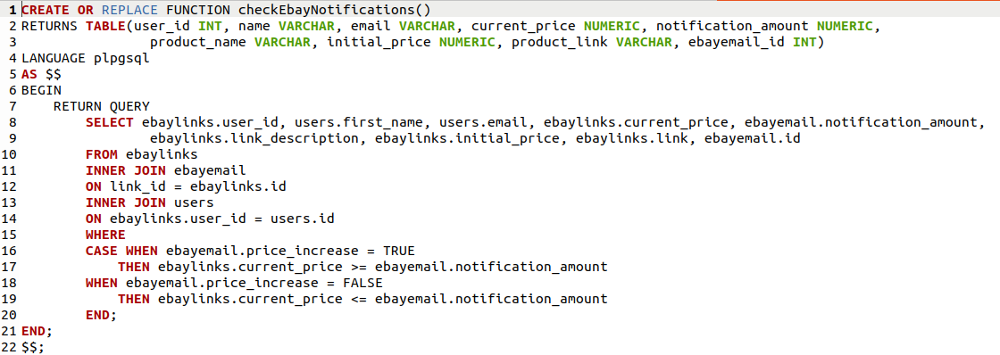 1 CREATE OR REPLACE FUNCTION checkEbayNotifications()
2 RETURNS TABLE(user_id INT, name VARCHAR, email VARCHAR, current_price NUMERIC, notification_amount NUMERIC,
3                 product_name VARCHAR, initial_price NUMERIC, product_link VARCHAR, ebayemail_id INT)
4 LANGUAGE plpgsql
5 AS $$
6 BEGIN
7     RETURN QUERY
8         SELECT ebaylinks.user_id, users.first_name, users.email, ebaylinks.current_price, ebayemail.notification_amount,
9                 ebaylinks.link_description, ebaylinks.initial_price, ebaylinks.link, ebayemail.id
10         FROM ebaylinks
11         INNER JOIN ebayemail
12         ON link_id = ebaylinks.id
13         INNER JOIN users
14         ON ebaylinks.user_id = users.id
15         WHERE
16         CASE WHEN ebayemail.price_increase = TRUE
17             THEN ebaylinks.current_price >= ebayemail.notification_amount
18         WHEN ebayemail.price_increase = FALSE
19             THEN ebaylinks.current_price <= ebayemail.notification_amount
20         END;
21 END;
22 $$;